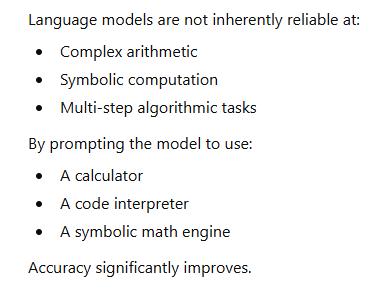 Language models are not inherently reliable at:
• Complex arithmetic
• Symbolic computation
• Multi-step algorithmic tasks
By prompting the model to use:
• A calculator
• A code interpreter
• A symbolic math engine
Accuracy significantly improves.